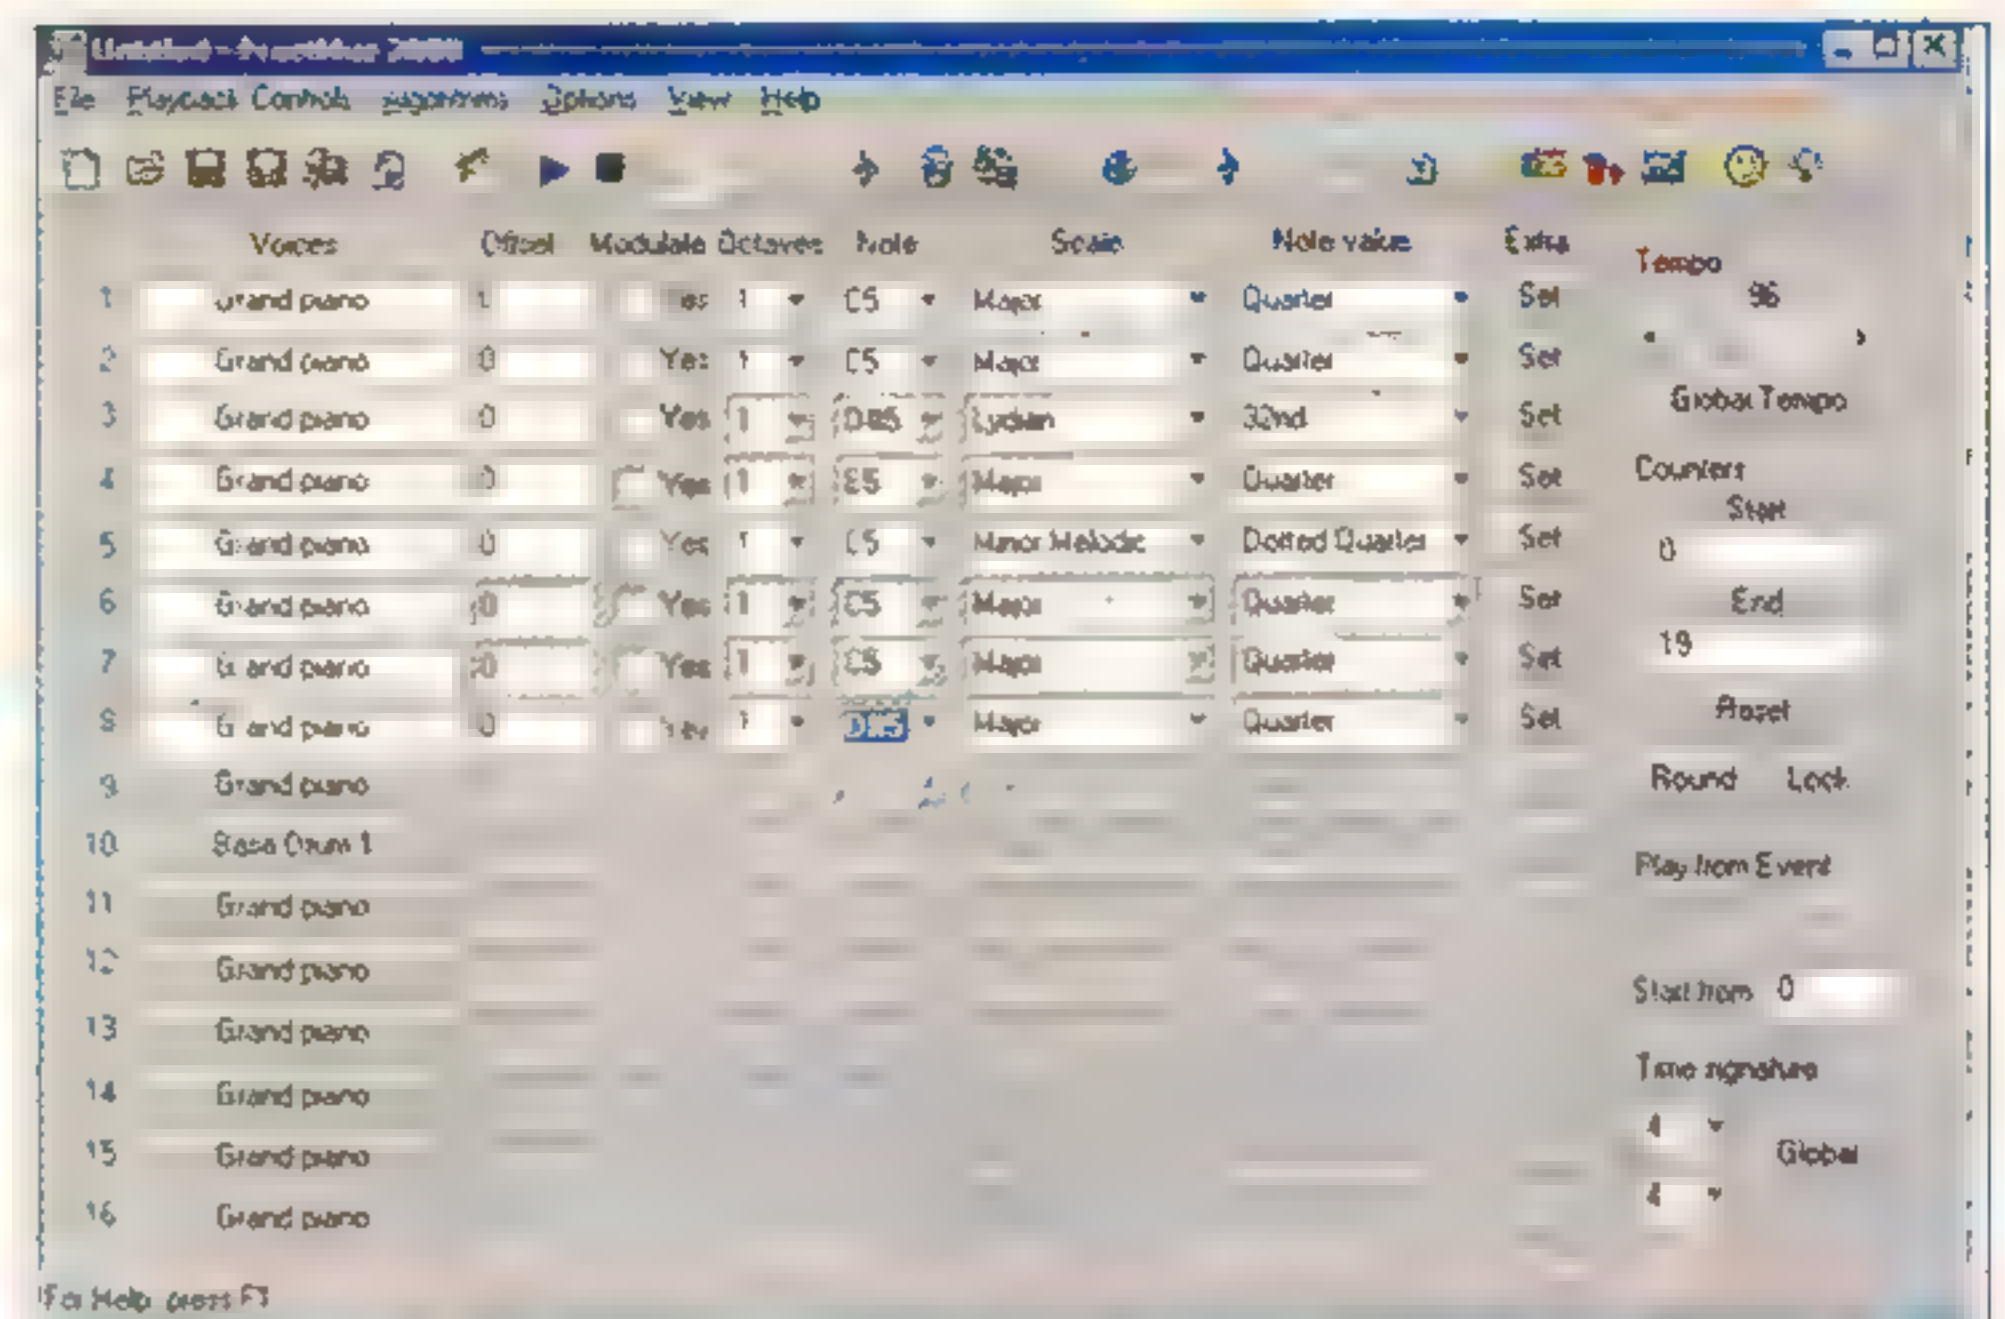 Untitled - 
File Playback Controls Algorithms Options View Help
Voices Offset Modulate Octaves Note Scale Note value Extra
Tempo
1 Grand piano Yes 1 C5 Major Quarter Set
96
2 Grand piano 0 Yes 1 C5 Major Quarter Set
3 Grand piano 0 Yes 1 D#5 Lydian 32nd Set
Global Tempo
4 Grand piano 0 Yes 1 E5 Major Quarter Set
Counters
Start
5 Grand piano 0 Yes 1 C5 Minor Melodic Dotted Quarter Set
0
6 Grand piano 0 Yes 1 C5 Major Quarter Set
End
7 Grand piano 0 Yes 1 C5 Major Quarter Set
19
8 Grand piano 0 Yes 1 D#5 Major Quarter Set
Reset
9 Grand piano
Round Lock
10 Bass Drum 1
Play from Event
11 Grand piano
12 Grand piano
Start from 0
13 Grand piano
Time signature
14 Grand piano
4
15 Grand piano
Global
4
16 Grand piano
For Help, press F1